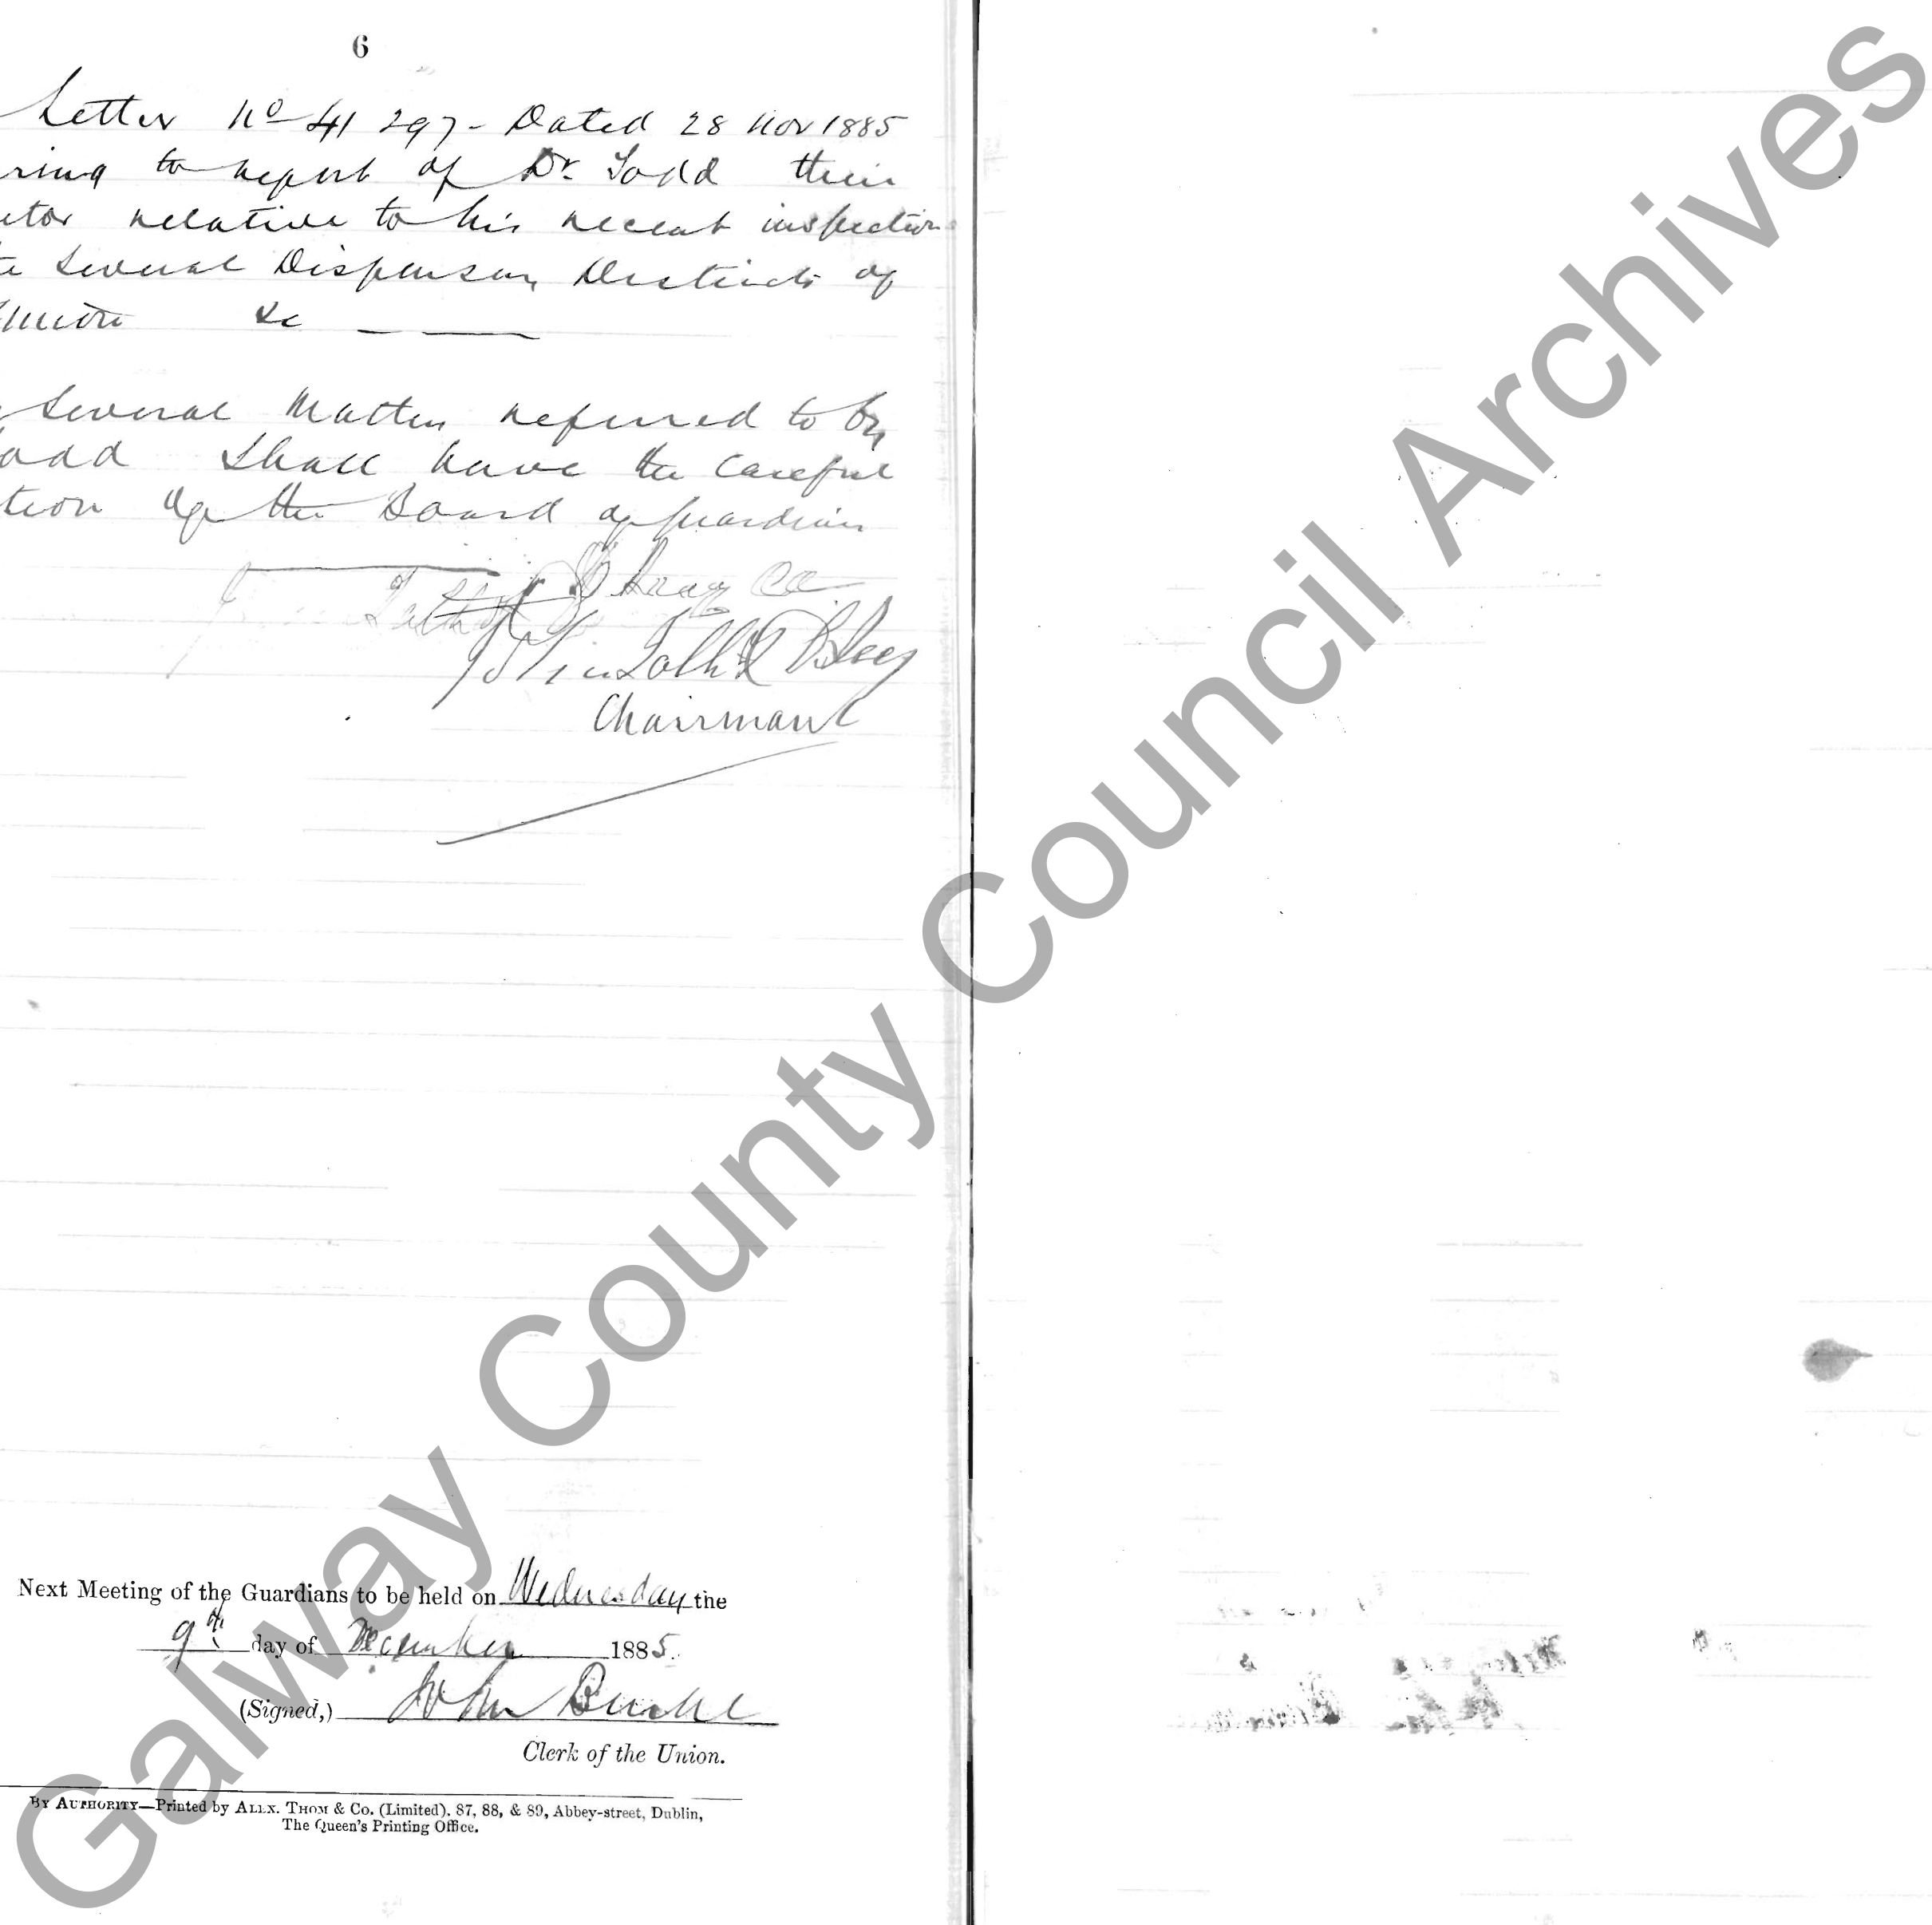 6
Letter No 41 297 - Dated 28 Nov 1885
ring to report of Dr. Todd their
ctor relative to his recent inspection
e several Dispensary Districts of
Union &c
Several Matters referred to by
odd shall have the careful
tion of the Board of Guardians
Chairman
Next Meeting of the Guardians to be held on Wednesday the
9th day of December 1885.
(Signed,) John Burke
Clerk of the Union.
BY AUTHORITY—Printed by ALEX. THOM & Co. (Limited). 87, 88, & 89, Abbey-street, Dublin,
The Queen's Printing Office.
Galway County Council Archives